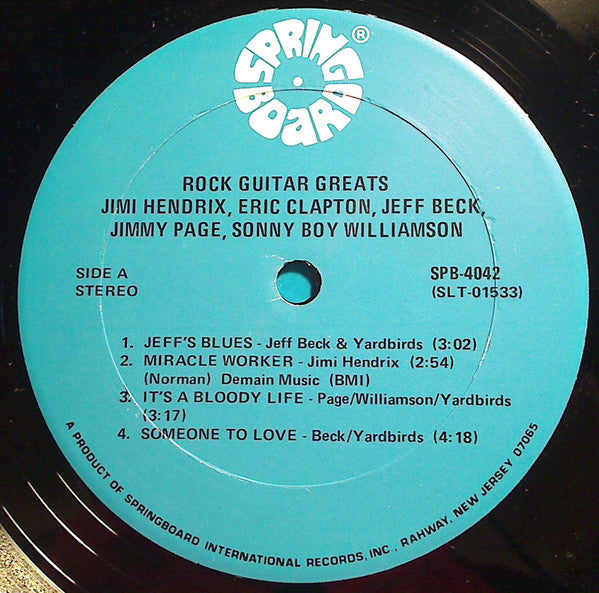 SPRING BOARD ®
ROCK GUITAR GREATS
JIMI HENDRIX, ERIC CLAPTON, JEFF BECK,
JIMMY PAGE, SONNY BOY WILLIAMSON
SIDE A
STEREO
SPB-4042
(SLT-01533)
1. JEFF'S BLUES - Jeff Beck & Yardbirds (3:02)
2. MIRACLE WORKER - Jimi Hendrix (2:54)
(Norman) Demain Music (BMI)
3. IT'S A BLOODY LIFE - Page/Williamson/Yardbirds
(3:17)
4. SOMEONE TO LOVE - Beck/Yardbirds (4:18)
A PRODUCT OF SPRINGBOARD INTERNATIONAL RECORDS, INC., RAHWAY, NEW JERSEY 07065